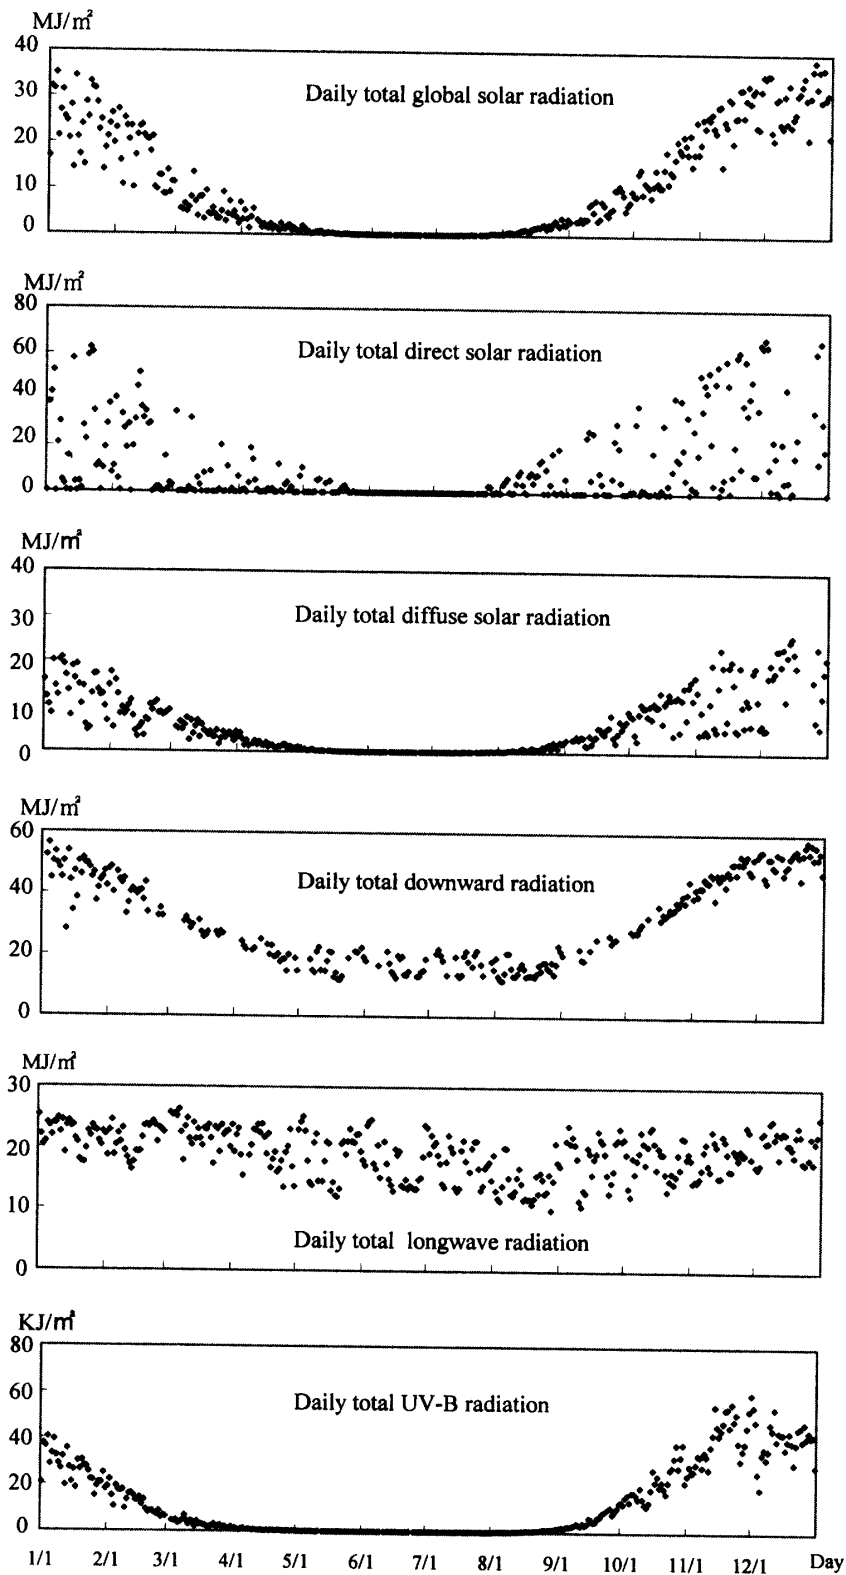 MJ/㎡
40
Daily total global solar radiation
30
20
10
0
MJ/㎡
80
Daily total direct solar radiation
60
40
20
0
MJ/㎡
40
Daily total diffuse solar radiation
30
20
10
0
MJ/㎡
60
Daily total downward radiation
40
20
0
MJ/㎡
30
20
10
Daily total longwave radiation
0
KJ/㎡
80
Daily total UV-B radiation
60
40
20
0
1/1 2/1 3/1 4/1 5/1 6/1 7/1 8/1 9/1 10/1 11/1 12/1 Day